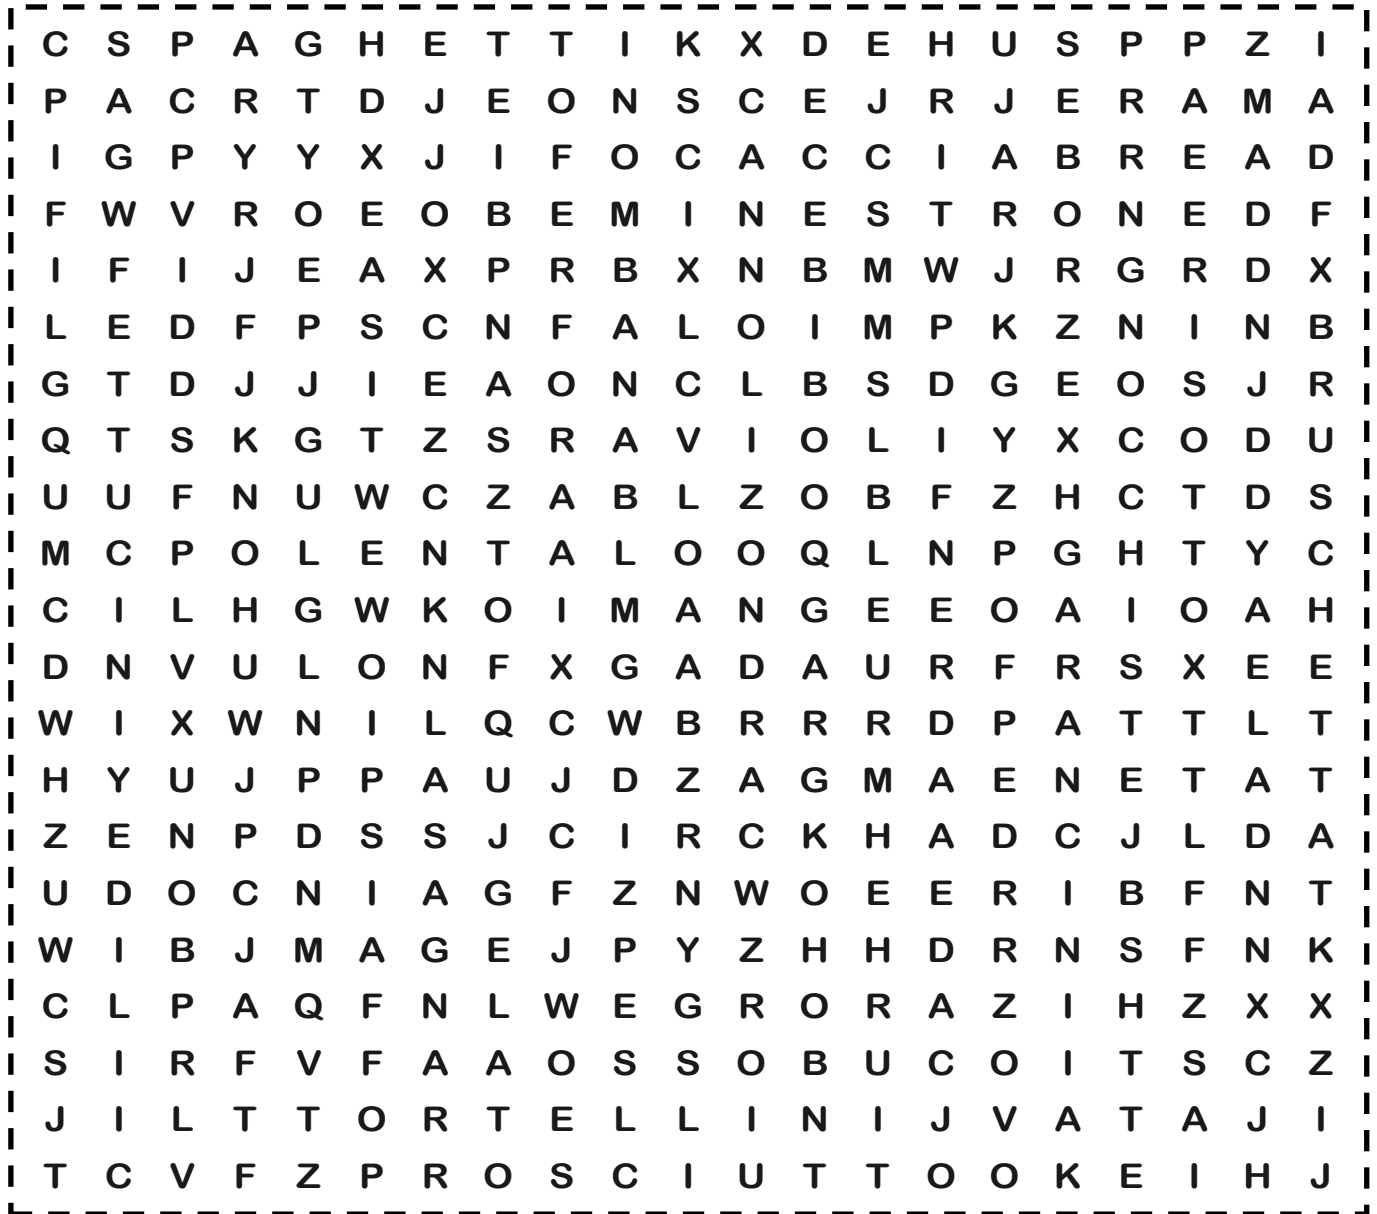 C S P A G H E T T I K X D E H U S P P Z I
P A C R T D J E O N S C E J R J E R A M A
I G P Y Y X J I F O C A C C I A B R E A D
F W V R O E O B E M I N E S T R O N E D F
I F I J E A X P R B X N B M W J R G R D X
L E D F P S C N F A L O I M P K Z N I N B
G T D J J I E A O N C L B S D G E O S J R
Q T S K G T Z S R A V I O L I Y X C O D U
U U F N U W C Z A B L Z O B F Z H C T D S
M C P O L E N T A L O O Q L N P G H T Y C
C I L H G W K O I M A N G E E O A I O A H
D N V U L O N F X G A D A U R F R S X E E
W I X W N I L Q C W B R R R D P A T T L T
H Y U J P P A U J D Z A G M A E N E T A T
Z E N P D S S J C I R C K H A D C J L D A
U D O C N I A G F Z N W O E E R I B F N T
W I B J M A G E J P Y Z H H D R N S F N K
C L P A Q F N L W E G R O R A Z I H Z X X
S I R F V F A A O S S O B U C O I T S C Z
J I L T T O R T E L L I N I J V A T A J I
T C V F Z P R O S C I U T T O O K E I H J